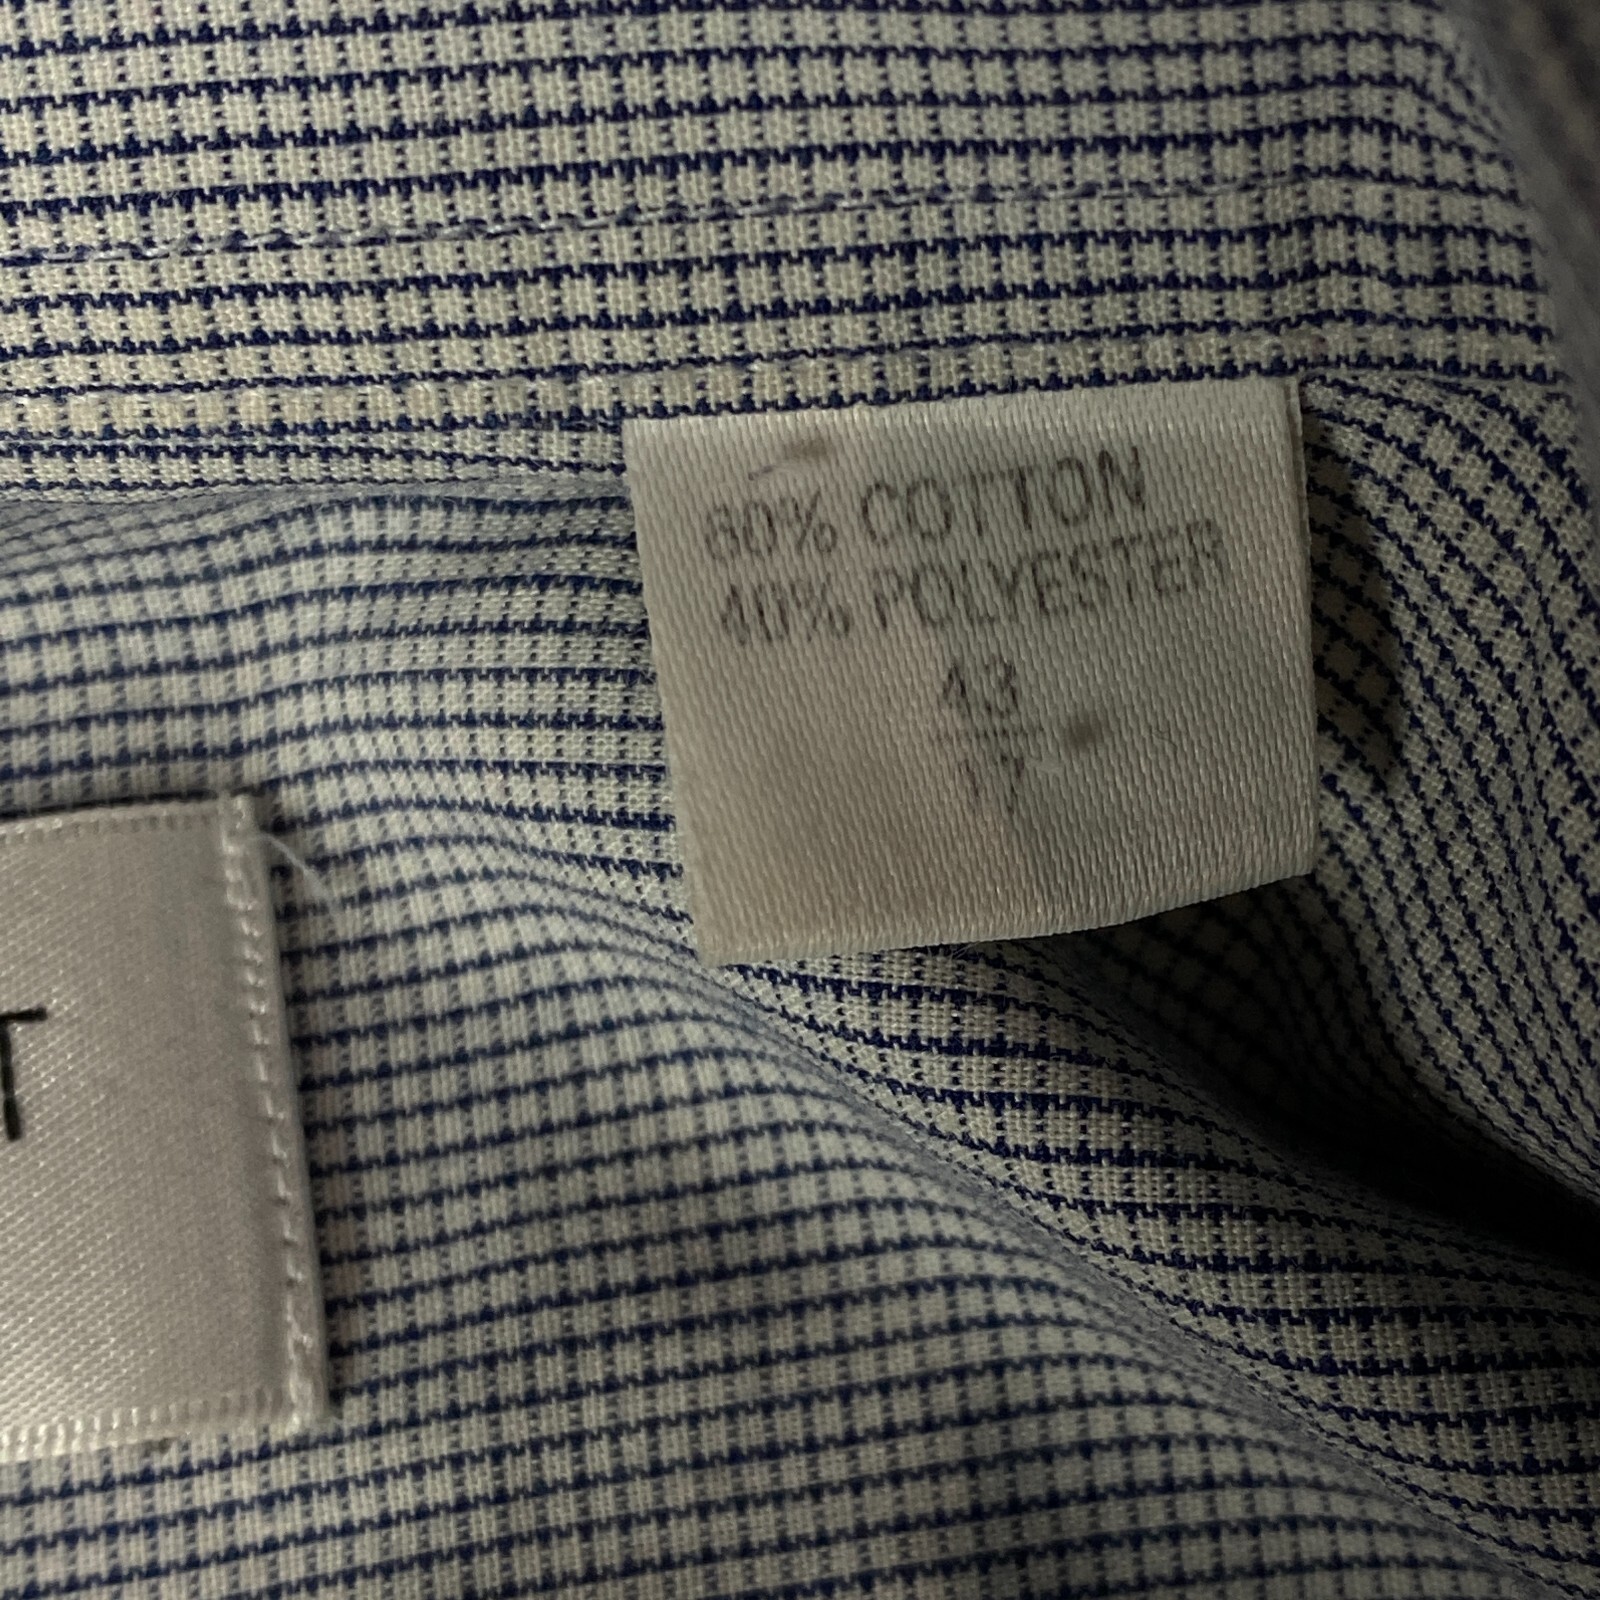 60% COTTON
40% POLYESTER
43
17
T